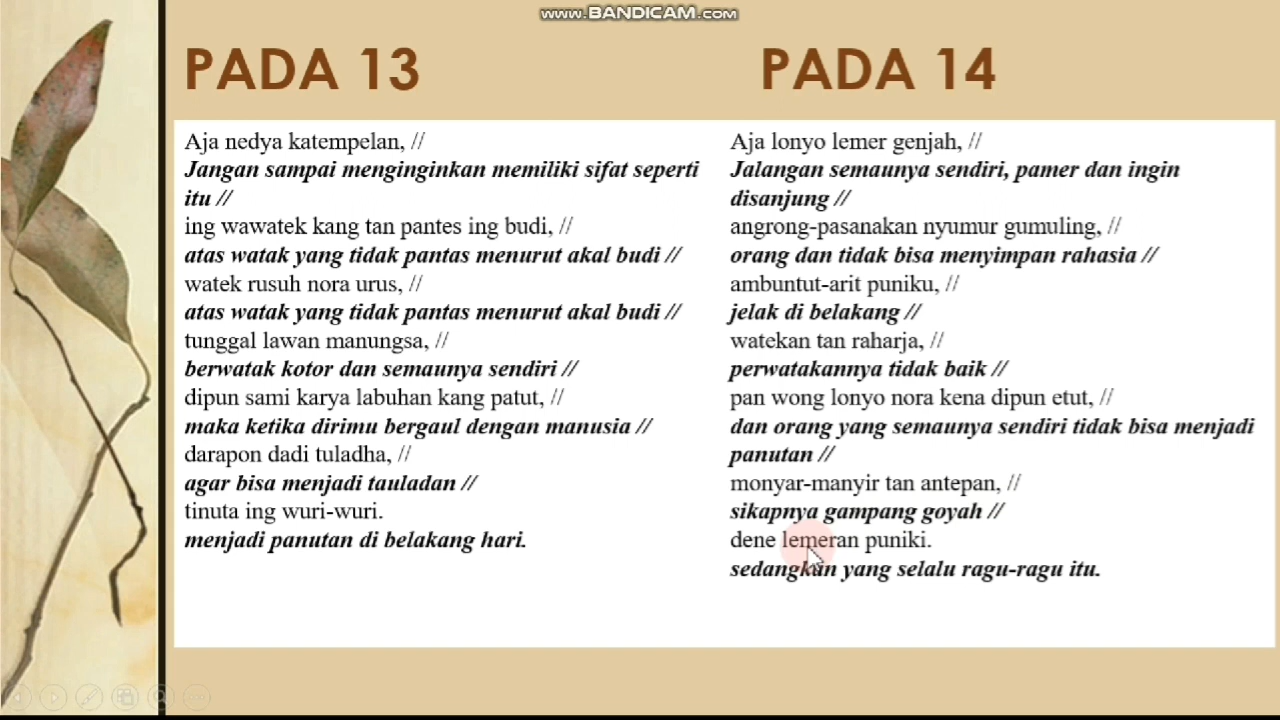 www.BANDICAM.com
PADA 13
Aja nedya katempelan, //
Jangan sampai menginginkan memiliki sifat seperti
itu //
ing wawatek kang tan pantes ing budi, //
atas watak yang tidak pantas menurut akal budi //
watek rusuh nora urus, //
atas watak yang tidak pantas menurut akal budi //
tunggal lawan manungsa, //
berwatak kotor dan semaunya sendiri //
dipun sami karya labuhan kang patut, //
maka ketika dirimu bergaul dengan manusia //
darapon dadi tuladha, //
agar bisa menjadi tauladan //
tinuta ing wuri-wuri.
menjadi panutan di belakang hari.
PADA 14
Aja lonyo lemer genjah, //
Jalangan semaunya sendiri, pamer dan ingin
disanjung //
angrong-pasanakan nyumur gumuling, //
orang dan tidak bisa menyimpan rahasia //
ambuntut-arit puniku, //
jelak di belakang //
watekan tan raharja, //
perwatakannya tidak baik //
pan wong lonyo nora kena dipun etut, //
dan orang yang semaunya sendiri tidak bisa menjadi
panutan //
monyar-manyir tan antepan, //
sikapnya gampang goyah //
dene lemeran puniki.
sedangkan yang selalu ragu-ragu itu.